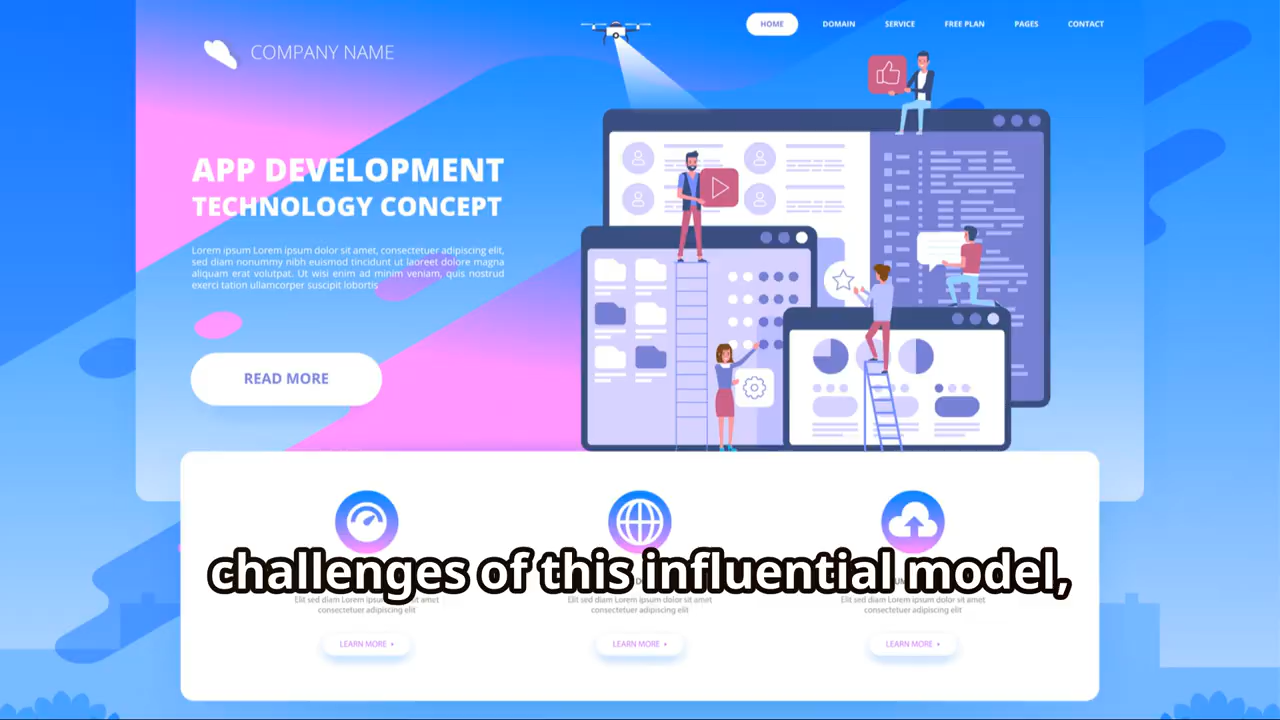 HOME
DOMAIN
SERVICE
FREE PLAN
PAGES
CONTACT
COMPANY NAME
APP DEVELOPMENT
TECHNOLOGY CONCEPT
Lorem ipsum Lorem ipsum dolor sit amet, consectetuer adipiscing elit,
sed diam nonummy nibh euismod tincidunt ut laoreet dolore magna
aliquam erat volutpat. Ut wisi enim ad minim veniam, quis nostrud
exerci tation ullamcorper suscipit lobortis
READ MORE
challenges of this influential model,
Elit sed diam Lorem ipsum dolor sit amet
consectetuer adipiscing elit
LEARN MORE
Elit sed diam Lorem ipsum dolor sit amet
consectetuer adipiscing elit
LEARN MORE
Elit sed diam Lorem ipsum dolor sit amet
consectetuer adipiscing elit
LEARN MORE